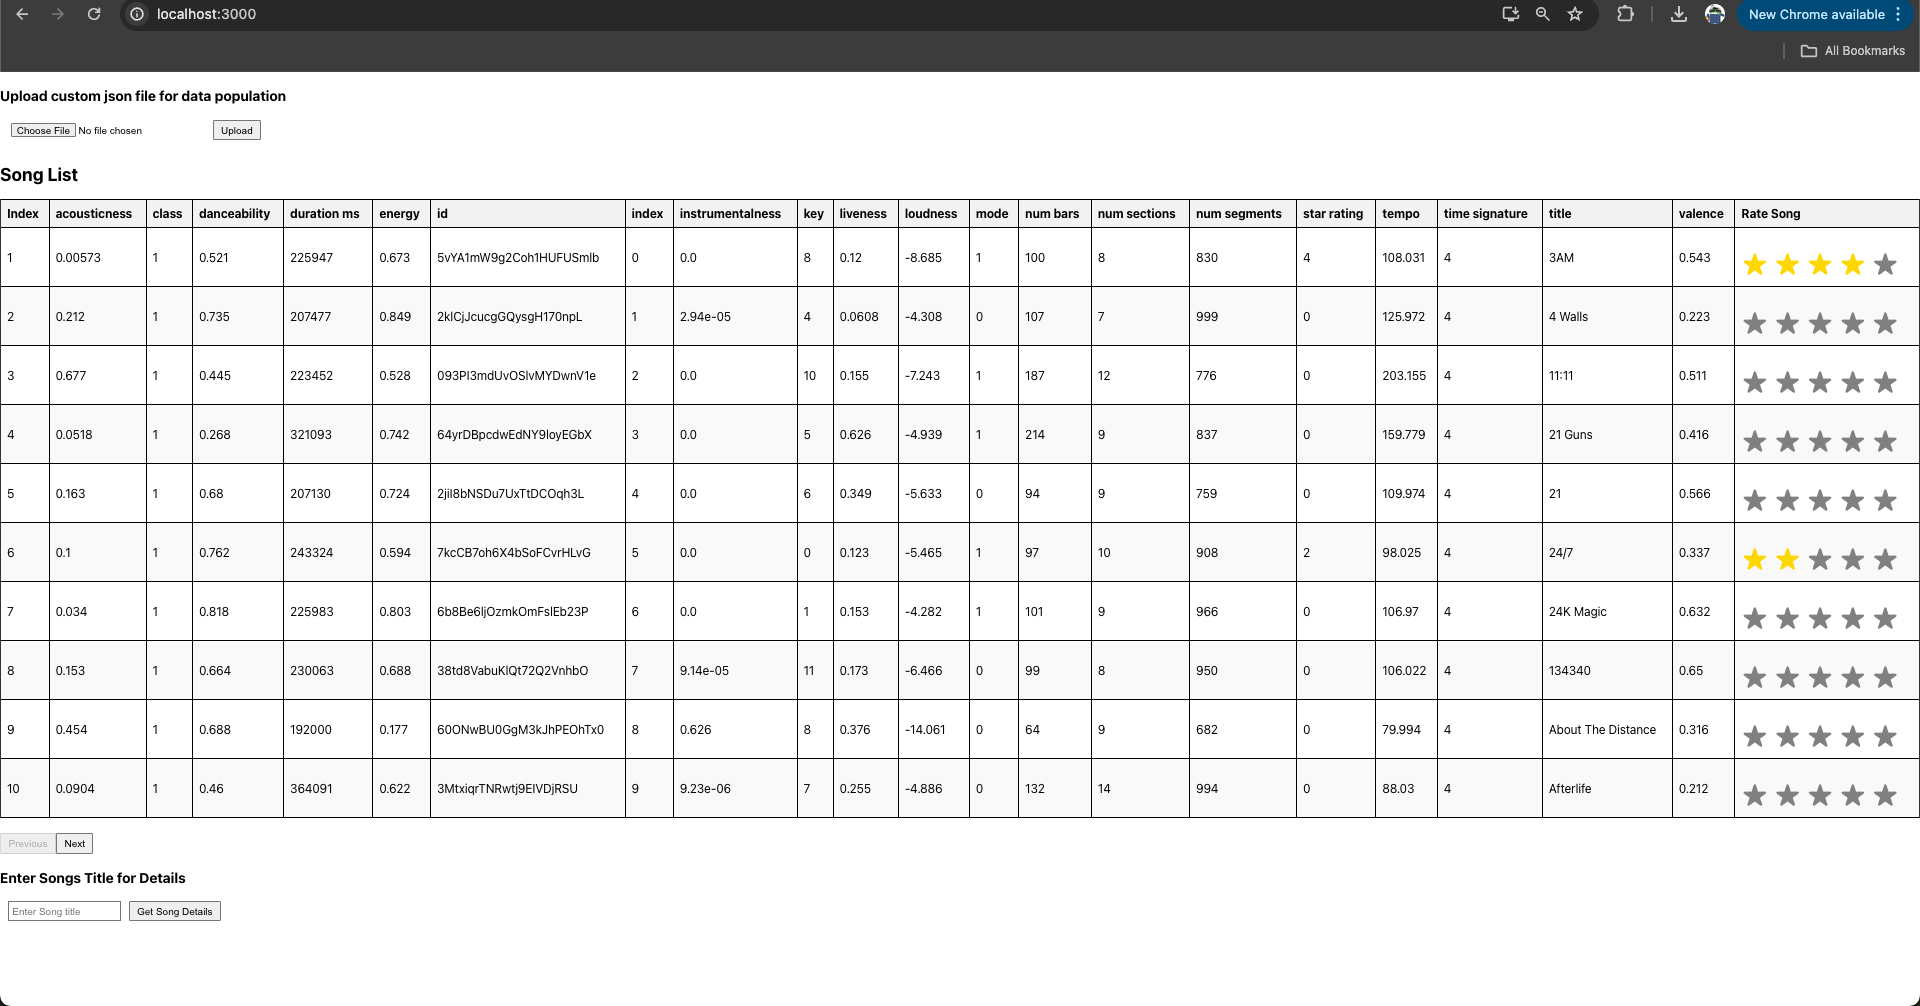 localhost:3000
New Chrome available
All Bookmarks
Upload custom json file for data population
Choose File No file chosen Upload
Song List
Index acousticness class danceability duration ms energy id index instrumentalness key liveness loudness mode num bars num sections num segments star rating tempo time signature title valence Rate Song
1 0.00573 1 0.521 225947 0.673 5vYA1mW9g2Coh1HUFUSmlb 0 0.0 8 0.12 -8.685 1 100 8 830 4 108.031 4 3AM 0.543
2 0.212 1 0.735 207477 0.849 2klCjJcucgGQysgH170npL 1 2.94e-05 4 0.0608 -4.308 0 107 7 999 0 125.972 4 4 Walls 0.223
3 0.677 1 0.445 223452 0.528 093PI3mdUvOSlvMYDwnV1e 2 0.0 10 0.155 -7.243 1 187 12 776 0 203.155 4 11:11 0.511
4 0.0518 1 0.268 321093 0.742 64yrDBpcdwEdNY9loyEGbX 3 0.0 5 0.626 -4.939 1 214 9 837 0 159.779 4 21 Guns 0.416
5 0.163 1 0.68 207130 0.724 2jiI8bNSDu7UxTtDCOqh3L 4 0.0 6 0.349 -5.633 0 94 9 759 0 109.974 4 21 0.566
6 0.1 1 0.762 243324 0.594 7kcCB7oh6X4bSoFCvrHLvG 5 0.0 0 0.123 -5.465 1 97 10 908 2 98.025 4 24/7 0.337
7 0.034 1 0.818 225983 0.803 6b8Be6ljOzmkOmFslEb23P 6 0.0 1 0.153 -4.282 1 101 9 966 0 106.97 4 24K Magic 0.632
8 0.153 1 0.664 230063 0.688 38td8VabuKlQt72Q2VnhbO 7 9.14e-05 11 0.173 -6.466 0 99 8 950 0 106.022 4 134340 0.65
9 0.454 1 0.688 192000 0.177 60ONwBU0GgM3kJhPEOhTx0 8 0.626 8 0.376 -14.061 0 64 9 682 0 79.994 4 About The Distance 0.316
10 0.0904 1 0.46 364091 0.622 3MtxiqrTNRwtj9EIVDjRSU 9 9.23e-06 7 0.255 -4.886 0 132 14 994 0 88.03 4 Afterlife 0.212
Previous Next
Enter Songs Title for Details
Enter Song title Get Song Details